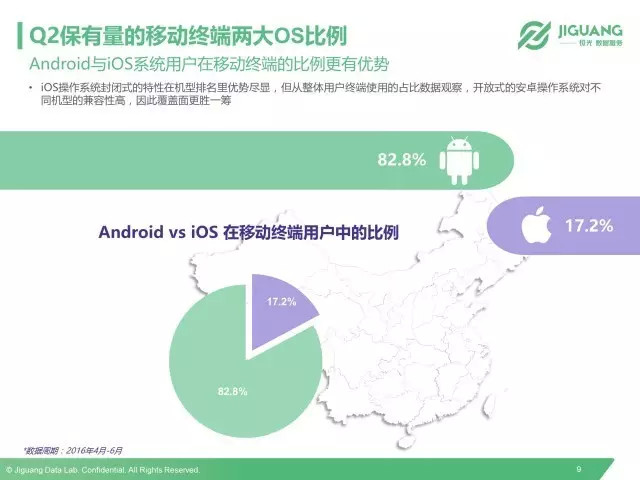 Q2保有量的移动终端两大OS比例
JIGUANG
极光 数据服务
Android与iOS系统用户在移动终端的比例更有优势
• iOS操作系统封闭式的特性在机型排名里优势尽显，但从整体用户终端使用的占比数据观察，开放式的安卓操作系统对不
同机型的兼容性高，因此覆盖面更胜一筹
82.8%
17.2%
Android vs iOS 在移动终端用户中的比例
17.2%
82.8%
*数据周期：2016年4月-6月
© Jiguang Data Lab. Confidential. All Rights Reserved.
9